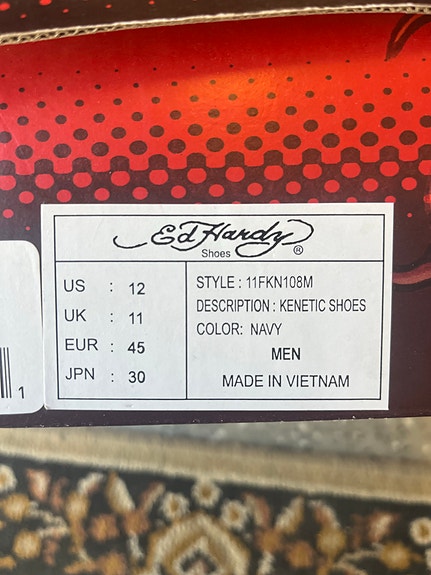 Ed Hardy ®
Shoes
US : 12
UK : 11
EUR : 45
JPN : 30
STYLE : 11FKN108M
DESCRIPTION : KENETIC SHOES
COLOR: NAVY
MEN
MADE IN VIETNAM
1